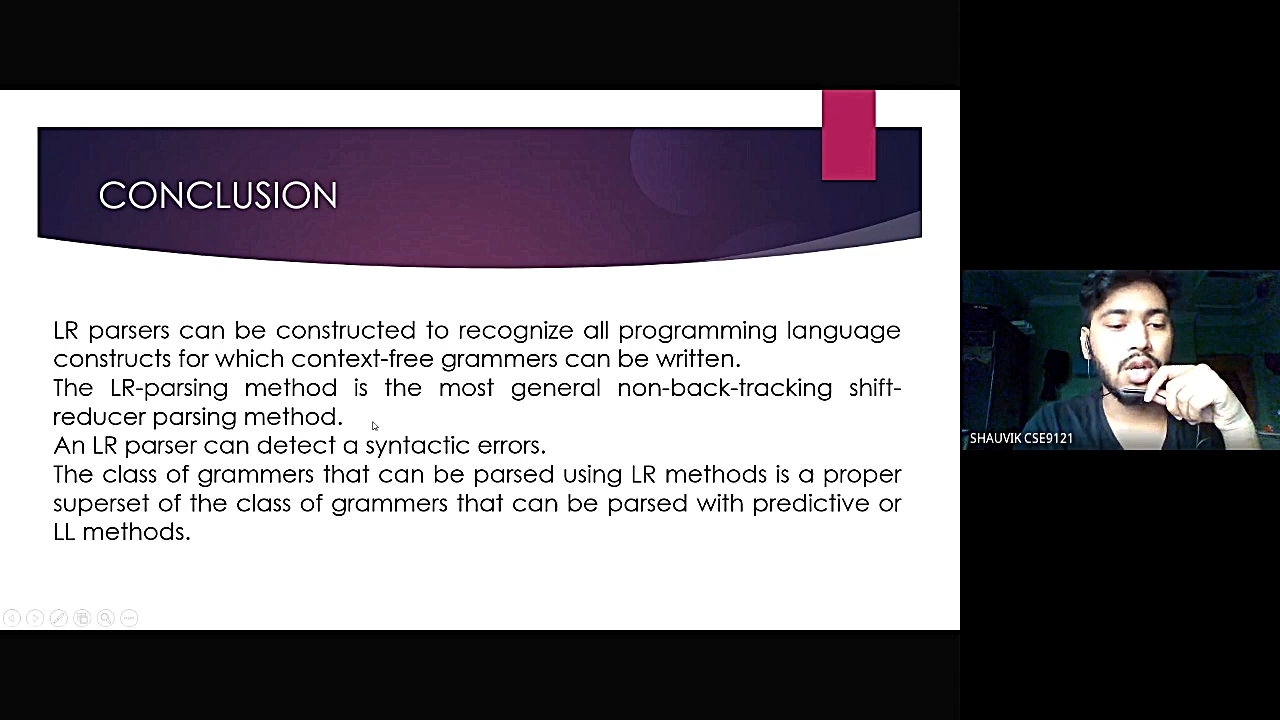 CONCLUSION
LR parsers can be constructed to recognize all programming language
constructs for which context-free grammers can be written.
The LR-parsing method is the most general non-back-tracking shift-
reducer parsing method.
An LR parser can detect a syntactic errors.
The class of grammers that can be parsed using LR methods is a proper
superset of the class of grammers that can be parsed with predictive or
LL methods.
SHAUVIK CSE9121